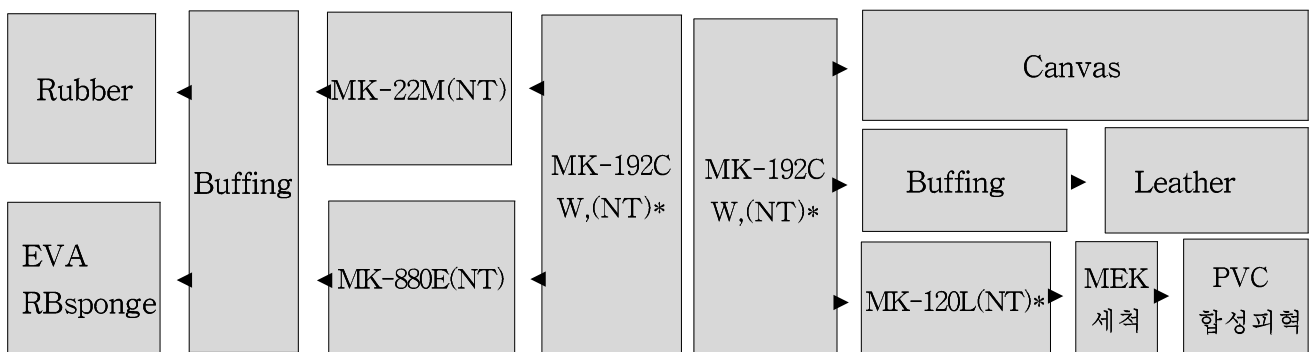 Rubber
Buffing
MK-22M(NT)
MK-192C
W,(NT)*
MK-192C
W,(NT)*
Canvas
Buffing
Leather
EVA
RBsponge
MK-880E(NT)
MK-120L(NT)*
MEK
세척
PVC
합성피혁